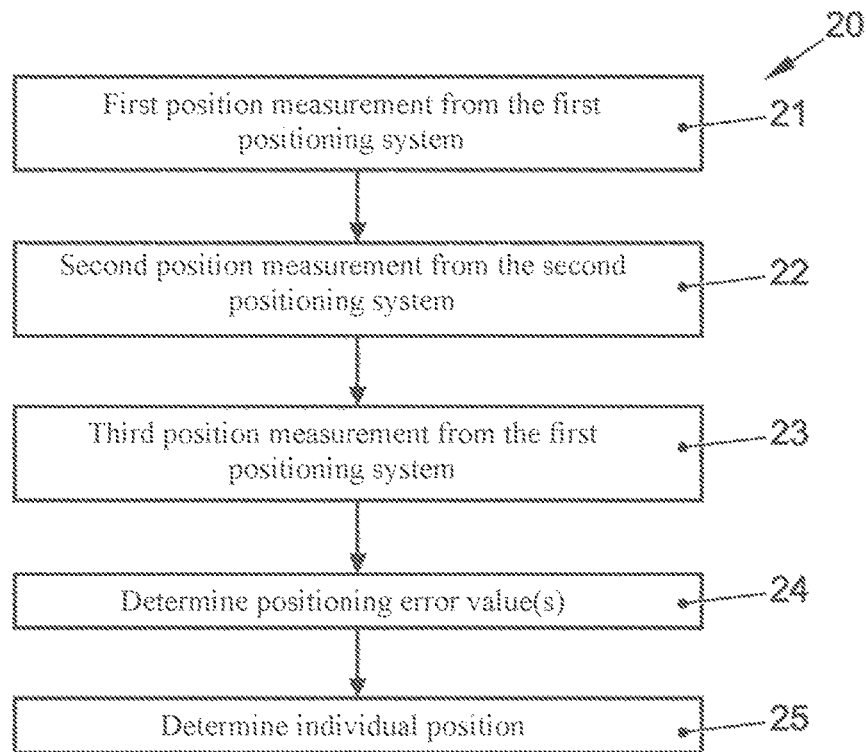 20
First position measurement from the first
positioning system
21
Second position measurement from the second
positioning system
22
Third position measurement from the first
positioning system
23
Determine positioning error value(s)
24
Determine individual position
25